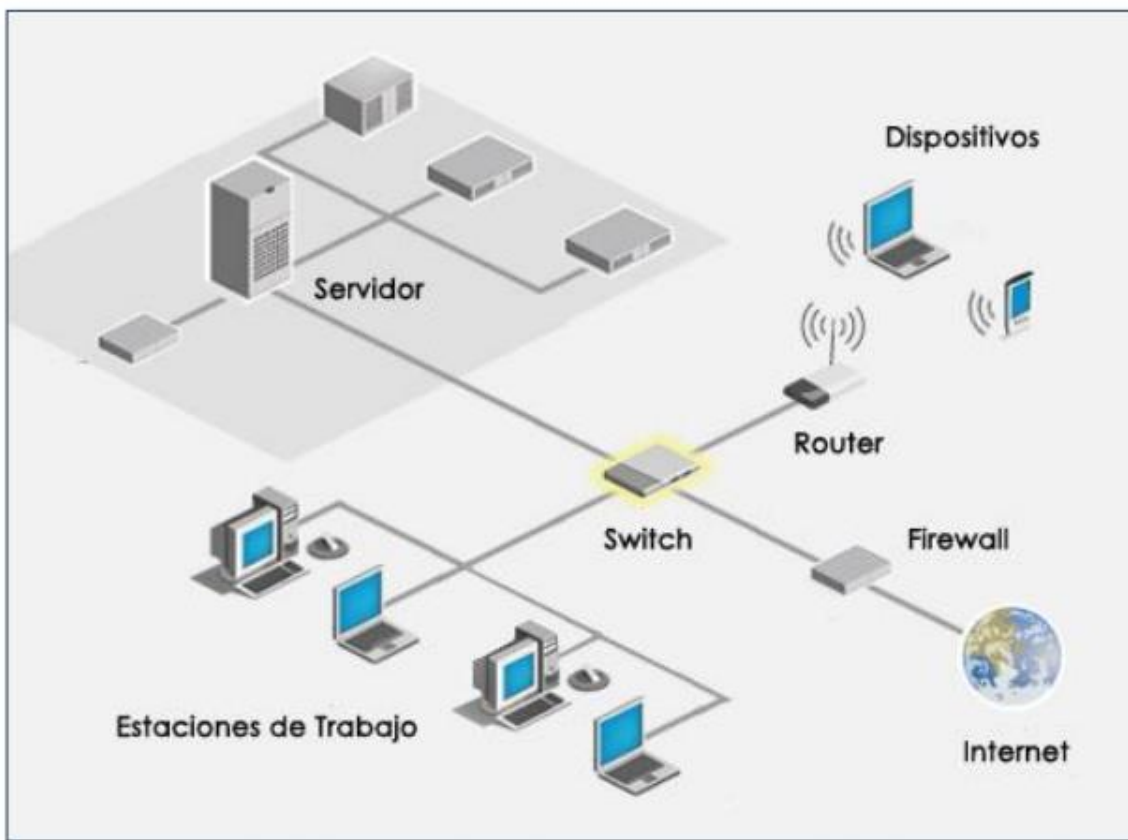 Dispositivos
Servidor
Router
Switch
Firewall
Estaciones de Trabajo
Internet